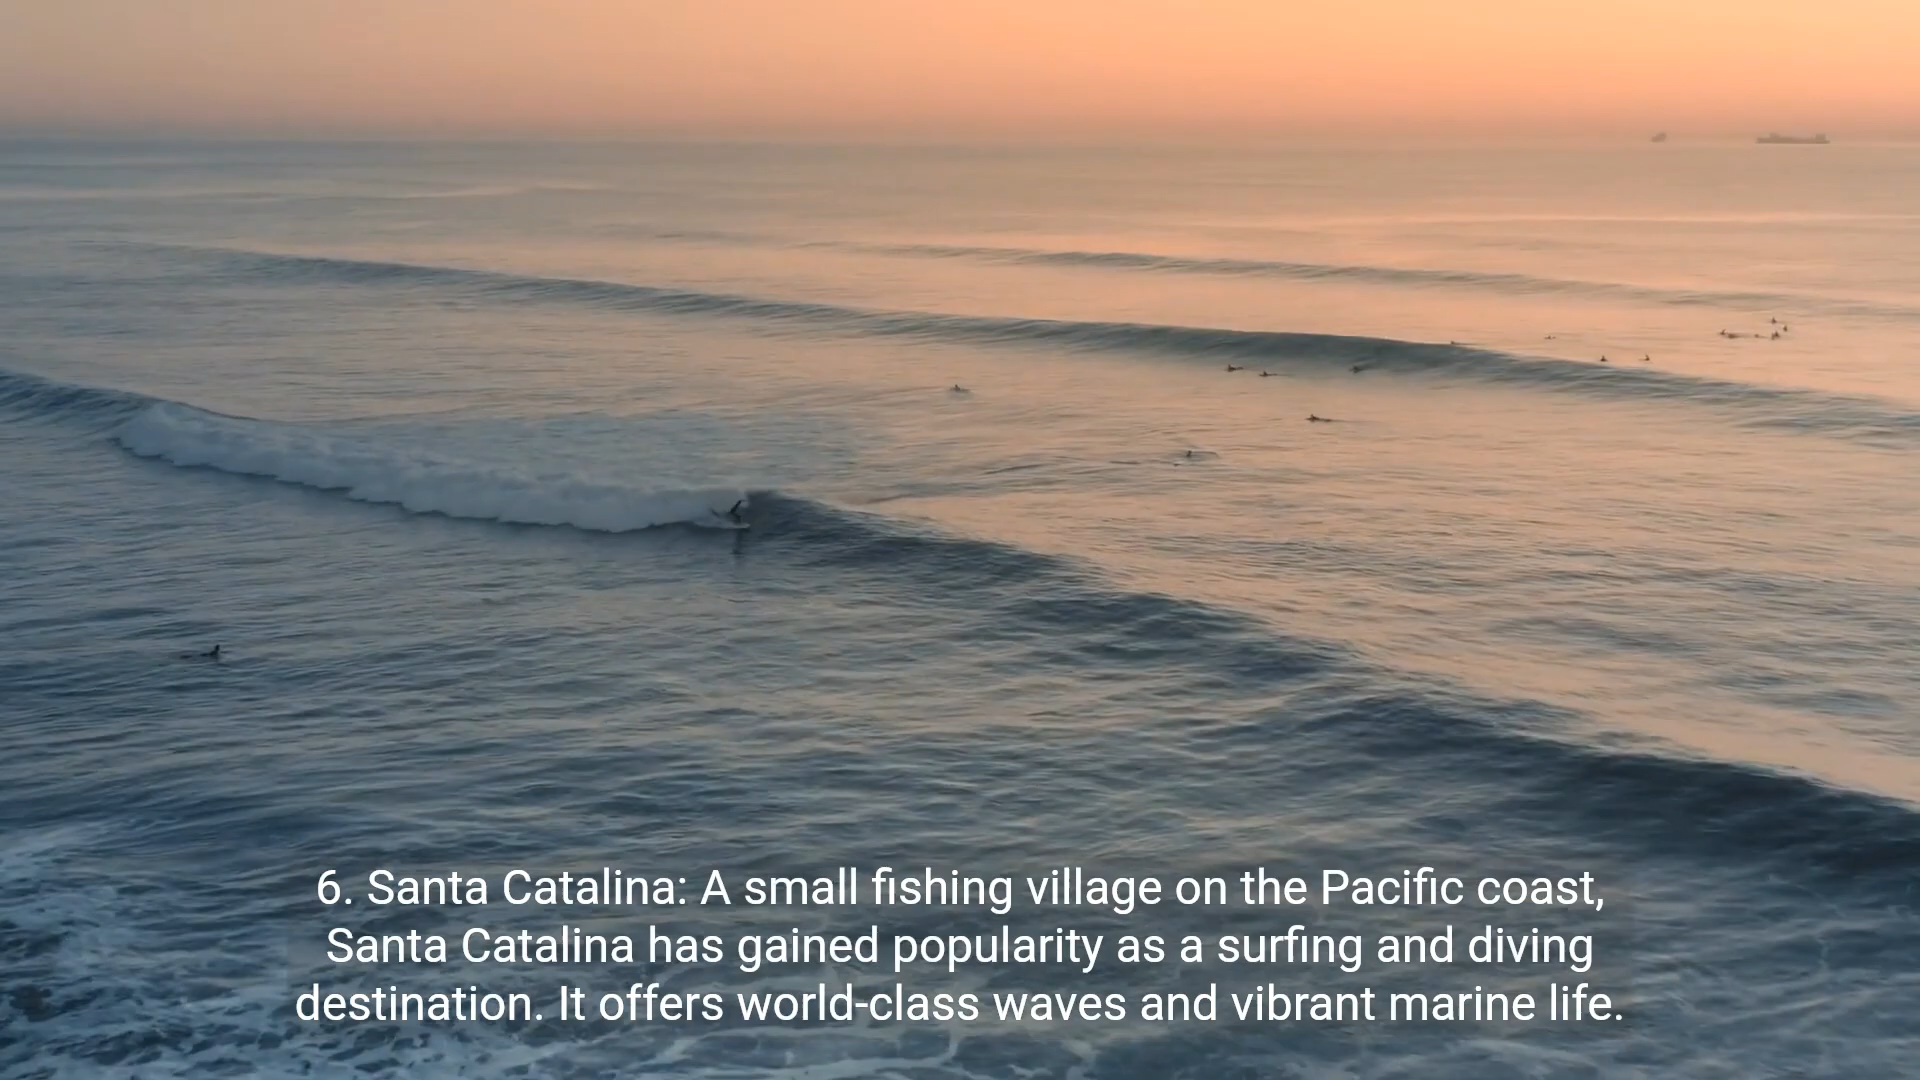 6. Santa Catalina: A small fishing village on the Pacific coast,
Santa Catalina has gained popularity as a surfing and diving
destination. It offers world-class waves and vibrant marine life.